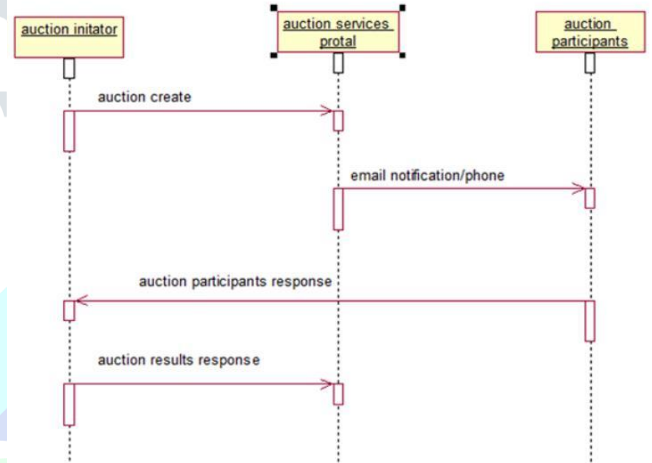 auction initator
auction services
protal
auction
participants
auction create
email notification/phone
auction participants response
auction results response